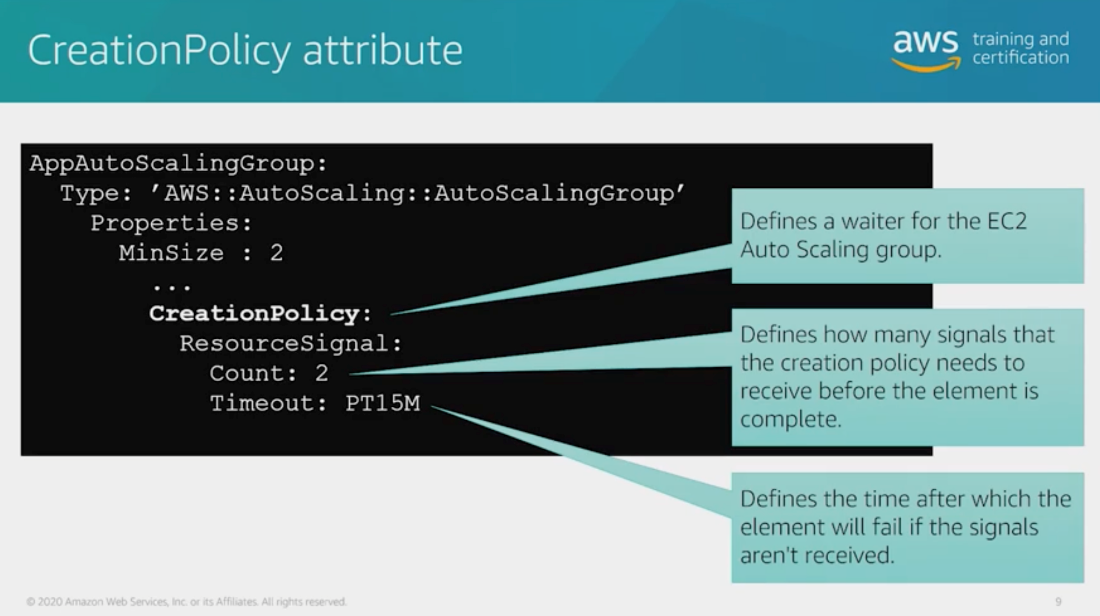 CreationPolicy attribute
aws training and
certification
AppAutoScalingGroup:
Type: ’AWS::AutoScaling::AutoScalingGroup’
Properties:
MinSize : 2
...
CreationPolicy:
ResourceSignal:
Count: 2
Timeout: PT15M
Defines a waiter for the EC2
Auto Scaling group.
Defines how many signals that
the creation policy needs to
receive before the element is
complete.
Defines the time after which the
element will fail if the signals
aren't received.
© 2020 Amazon Web Services, Inc. or its Affiliates. All rights reserved.
9